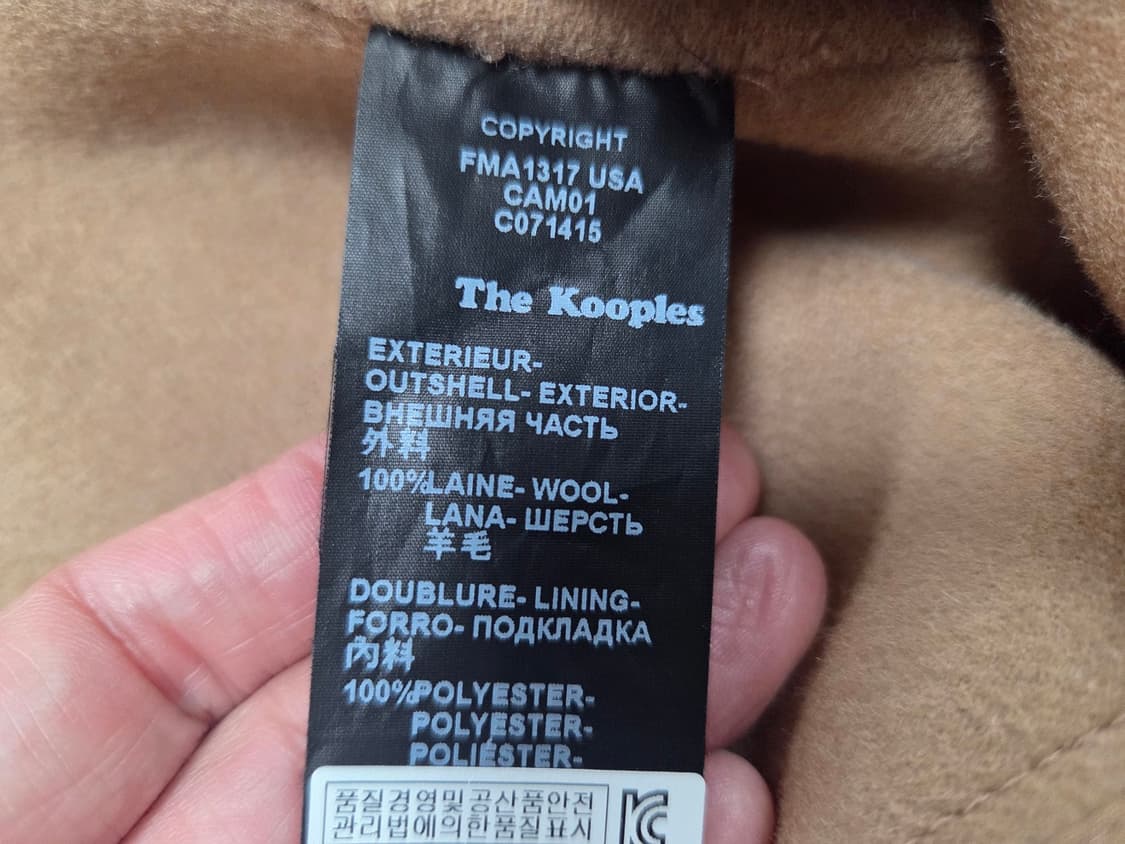 COPYRIGHT
FMA1317 USA
CAM01
C071415
The Kooples
EXTERIEUR-
OUTSHELL- EXTERIOR-
ВНЕШНЯЯ ЧАСТЬ
外料
100%LAINE- WOOL-
LANA- ШЕРСТЬ
羊毛
DOUBLURE- LINING-
FORRO- ПОДКЛАДКА
內料
100%POLYESTER-
POLYESTER-
POLIÉSTER-
품질경영및공산품안전
관리법에의한품질표시